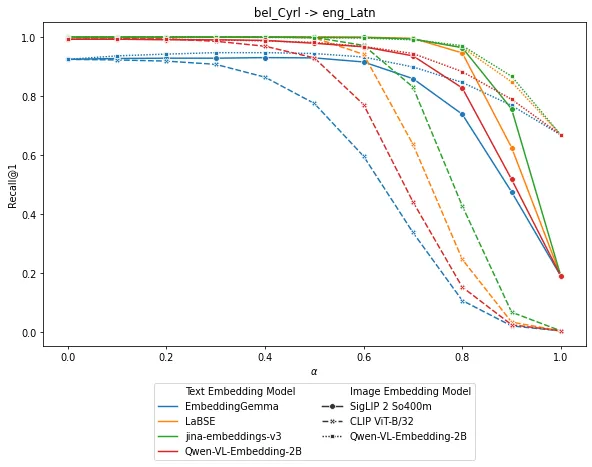 bel_Cyrl -> eng_Latn
Recall@1
1.0
0.8
0.6
0.4
0.2
0.0
0.0 0.2 0.4 0.6 0.8 1.0
α
Text Embedding Model
EmbeddingGemma
LaBSE
jina-embeddings-v3
Qwen-VL-Embedding-2B
Image Embedding Model
SigLIP 2 So400m
CLIP ViT-B/32
Qwen-VL-Embedding-2B